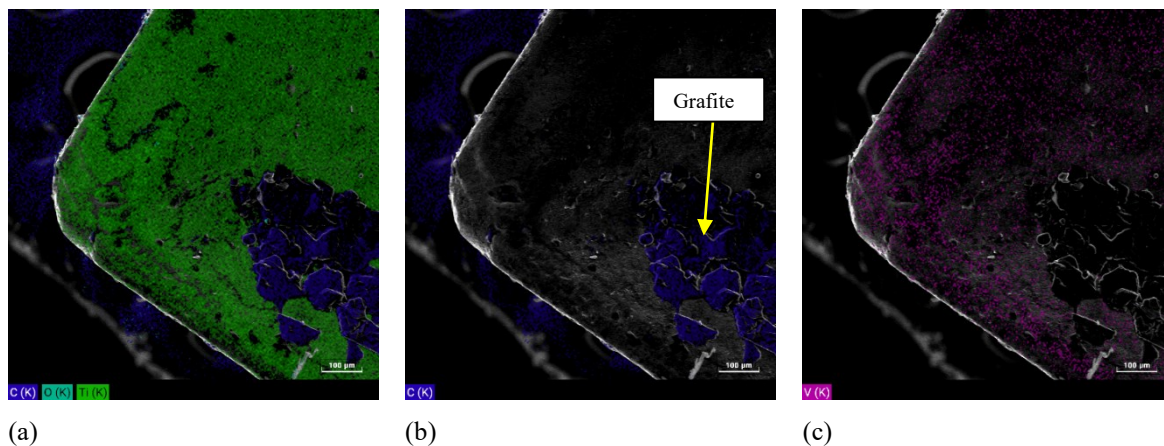 Grafite
100 µm
100 µm
100 µm
C (K) O (K) Ti (K)
C (K)
V (K)
(a)
(b)
(c)